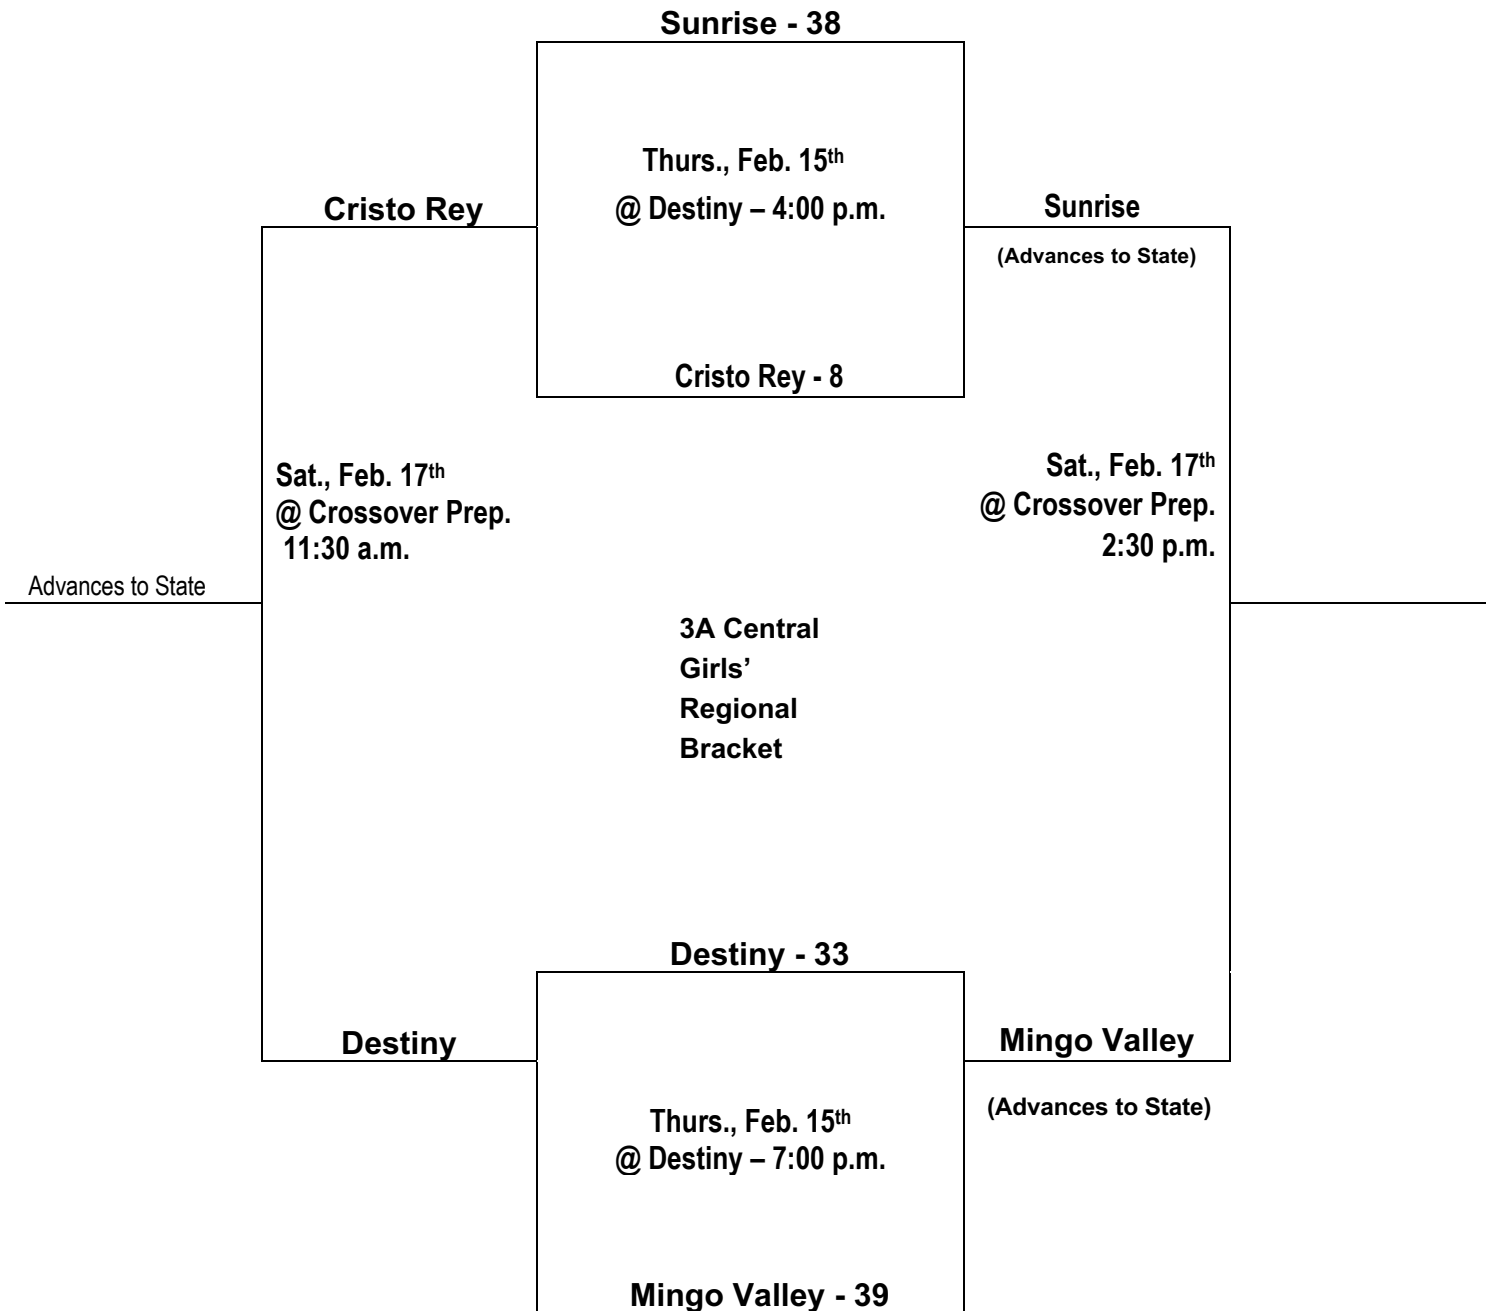 Sunrise - 38
Thurs., Feb. 15th
@ Destiny – 4:00 p.m.
Cristo Rey
Sunrise
(Advances to State)
Cristo Rey - 8
Sat., Feb. 17th
@ Crossover Prep.
11:30 a.m.
Sat., Feb. 17th
@ Crossover Prep.
2:30 p.m.
Advances to State
3A Central
Girls’
Regional
Bracket
Destiny - 33
Destiny
Mingo Valley
(Advances to State)
Thurs., Feb. 15th
@ Destiny – 7:00 p.m.
Mingo Valley - 39